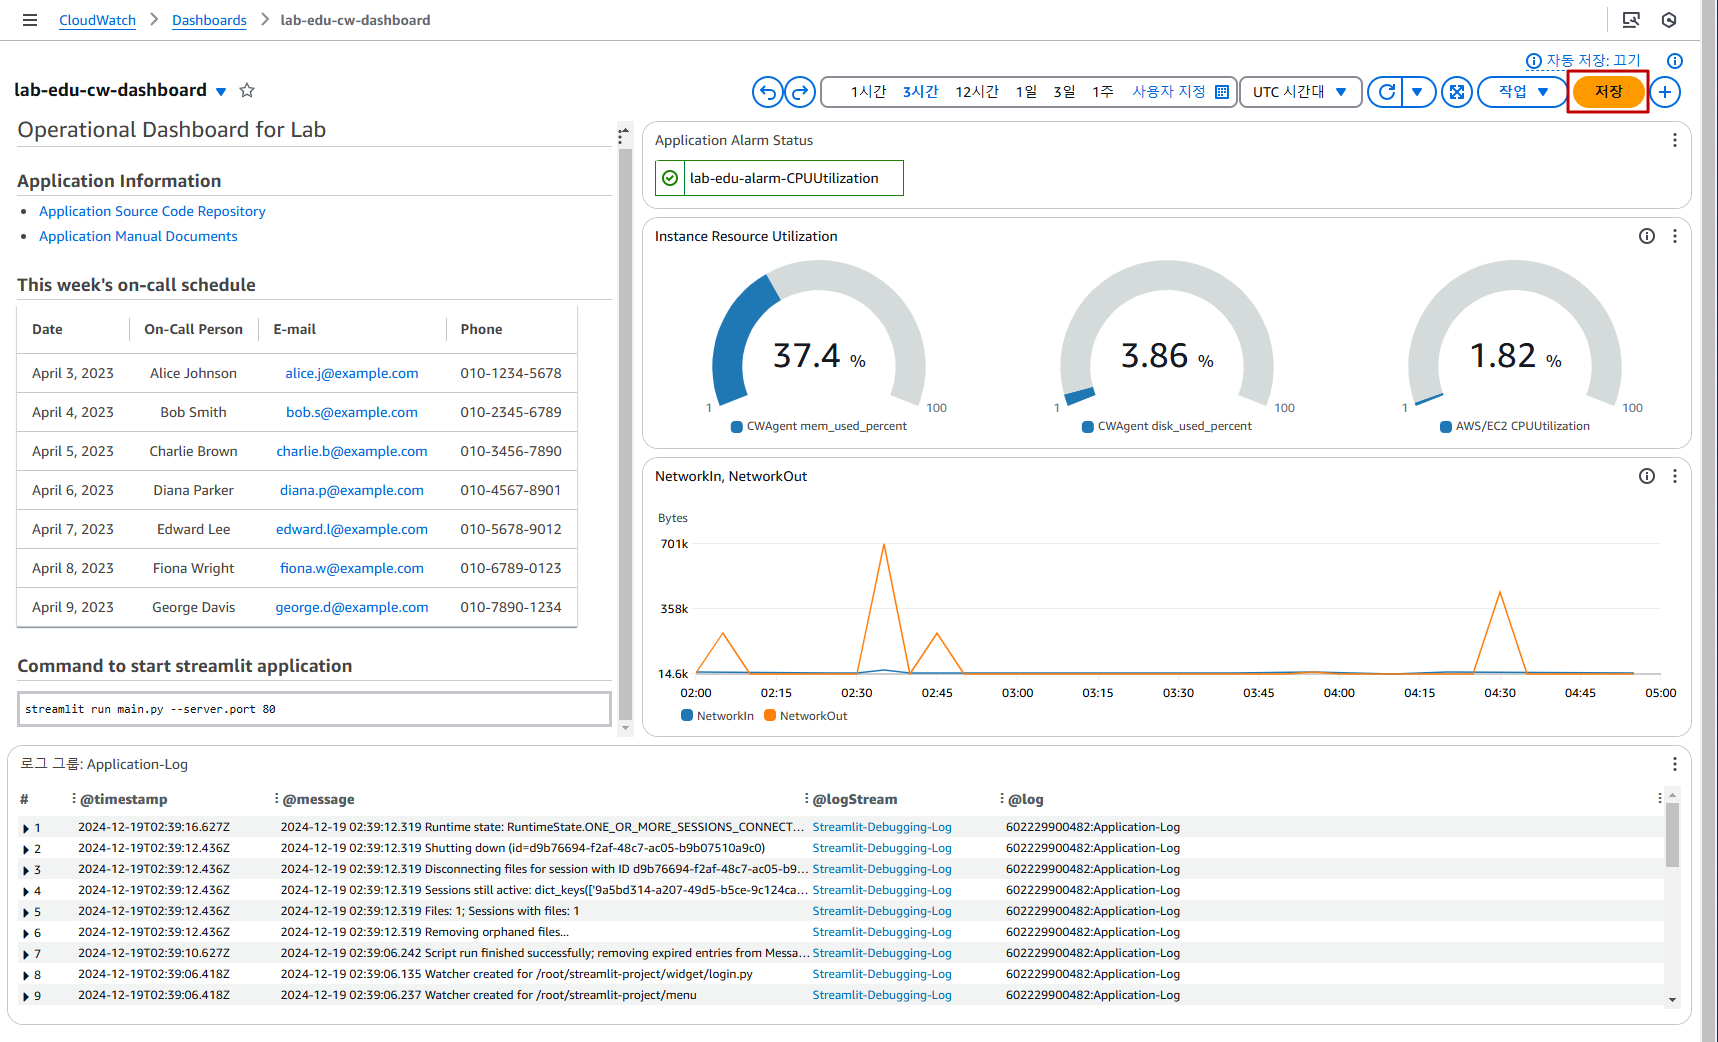 CloudWatch > Dashboards > lab-edu-cw-dashboard
자동 저장: 끄기
lab-edu-cw-dashboard
1시간 3시간 12시간 1일 3일 1주 사용자 지정 UTC 시간대 작업 저장
Operational Dashboard for Lab
Application Information
Application Source Code Repository
Application Manual Documents
This week's on-call schedule
Date On-Call Person E-mail Phone
April 3, 2023 Alice Johnson alice.j@example.com 010-1234-5678
April 4, 2023 Bob Smith bob.s@example.com 010-2345-6789
April 5, 2023 Charlie Brown charlie.b@example.com 010-3456-7890
April 6, 2023 Diana Parker diana.p@example.com 010-4567-8901
April 7, 2023 Edward Lee edward.l@example.com 010-5678-9012
April 8, 2023 Fiona Wright fiona.w@example.com 010-6789-0123
April 9, 2023 George Davis george.d@example.com 010-7890-1234
Command to start streamlit application
streamlit run main.py --server.port 80
Application Alarm Status
lab-edu-alarm-CPUUtilization
Instance Resource Utilization
37.4 % 3.86 % 1.82 %
1 100 1 100 1 100
CWAgent mem_used_percent CWAgent disk_used_percent AWS/EC2 CPUUtilization
NetworkIn, NetworkOut
Bytes
701k
358k
14.6k
02:00 02:15 02:30 02:45 03:00 03:15 03:30 03:45 04:00 04:15 04:30 04:45 05:00
NetworkIn NetworkOut
로그 그룹: Application-Log
# @timestamp @message @logStream @log
1 2024-12-19T02:39:16.627Z 2024-12-19 02:39:12.319 Runtime state: RuntimeState.ONE_OR_MORE_SESSIONS_CONNECT... Streamlit-Debugging-Log 602229900482:Application-Log
2 2024-12-19T02:39:12.436Z 2024-12-19 02:39:12.319 Shutting down (id=d9b76694-f2af-48c7-ac05-b9b07510a9c0) Streamlit-Debugging-Log 602229900482:Application-Log
3 2024-12-19T02:39:12.436Z 2024-12-19 02:39:12.319 Disconnecting files for session with ID d9b76694-f2af-48c7-ac05-b9... Streamlit-Debugging-Log 602229900482:Application-Log
4 2024-12-19T02:39:12.436Z 2024-12-19 02:39:12.319 Sessions still active: dict_keys(['9a5bd314-a207-49d5-b5ce-9c124ca... Streamlit-Debugging-Log 602229900482:Application-Log
5 2024-12-19T02:39:12.436Z 2024-12-19 02:39:12.319 Files: 1; Sessions with files: 1 Streamlit-Debugging-Log 602229900482:Application-Log
6 2024-12-19T02:39:12.436Z 2024-12-19 02:39:12.319 Removing orphaned files... Streamlit-Debugging-Log 602229900482:Application-Log
7 2024-12-19T02:39:10.627Z 2024-12-19 02:39:06.242 Script run finished successfully; removing expired entries from Messa... Streamlit-Debugging-Log 602229900482:Application-Log
8 2024-12-19T02:39:06.418Z 2024-12-19 02:39:06.135 Watcher created for /root/streamlit-project/widget/login.py Streamlit-Debugging-Log 602229900482:Application-Log
9 2024-12-19T02:39:06.418Z 2024-12-19 02:39:06.237 Watcher created for /root/streamlit-project/menu Streamlit-Debugging-Log 602229900482:Application-Log